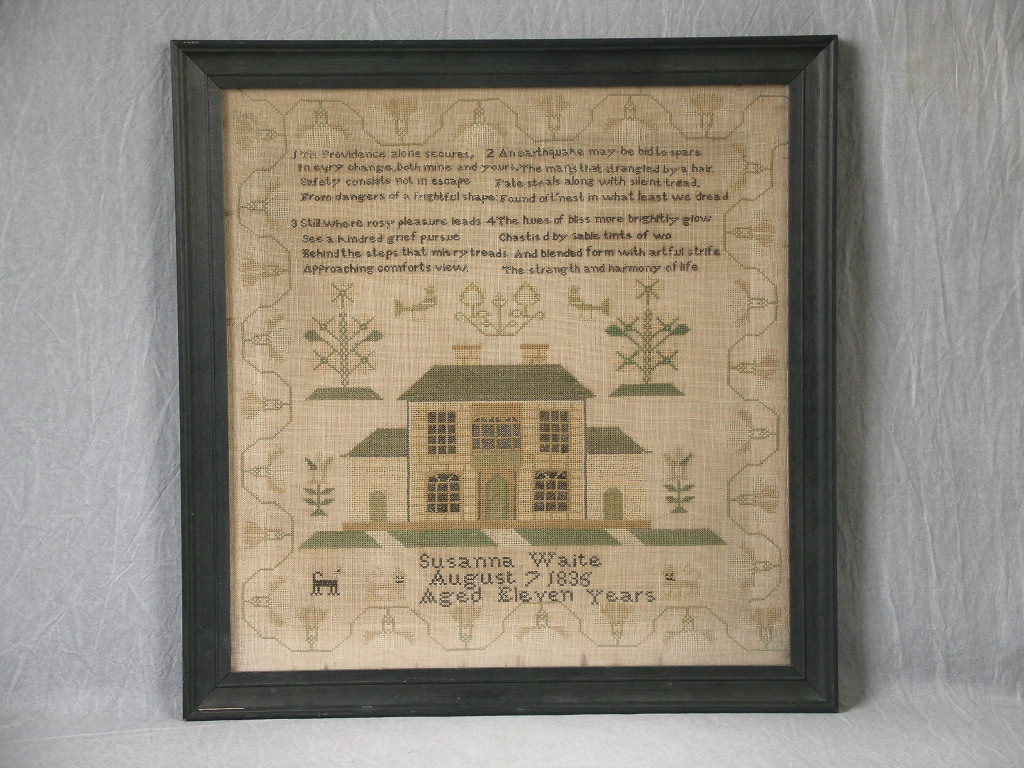 1 Tis Providence alone secures,
In evry change, both mine and yours,
Safety consists not in escape
From dangers of a frightful shape
2 An earthquake may be bid to spare
The man that strangled by a hair.
Fate steals along with silent tread,
Found oft'nest in what least we dread
3 Still where rosy pleasure leads
See a kindred grief pursue
Behind the steps that misry treads
Approaching comforts view.
4 The hues of bliss more brightly glow
Chastisd by sable tints of wo
And blended form with artful strife
The strength and harmony of life
Susanna Waite
August 7 1836
Aged Eleven Years